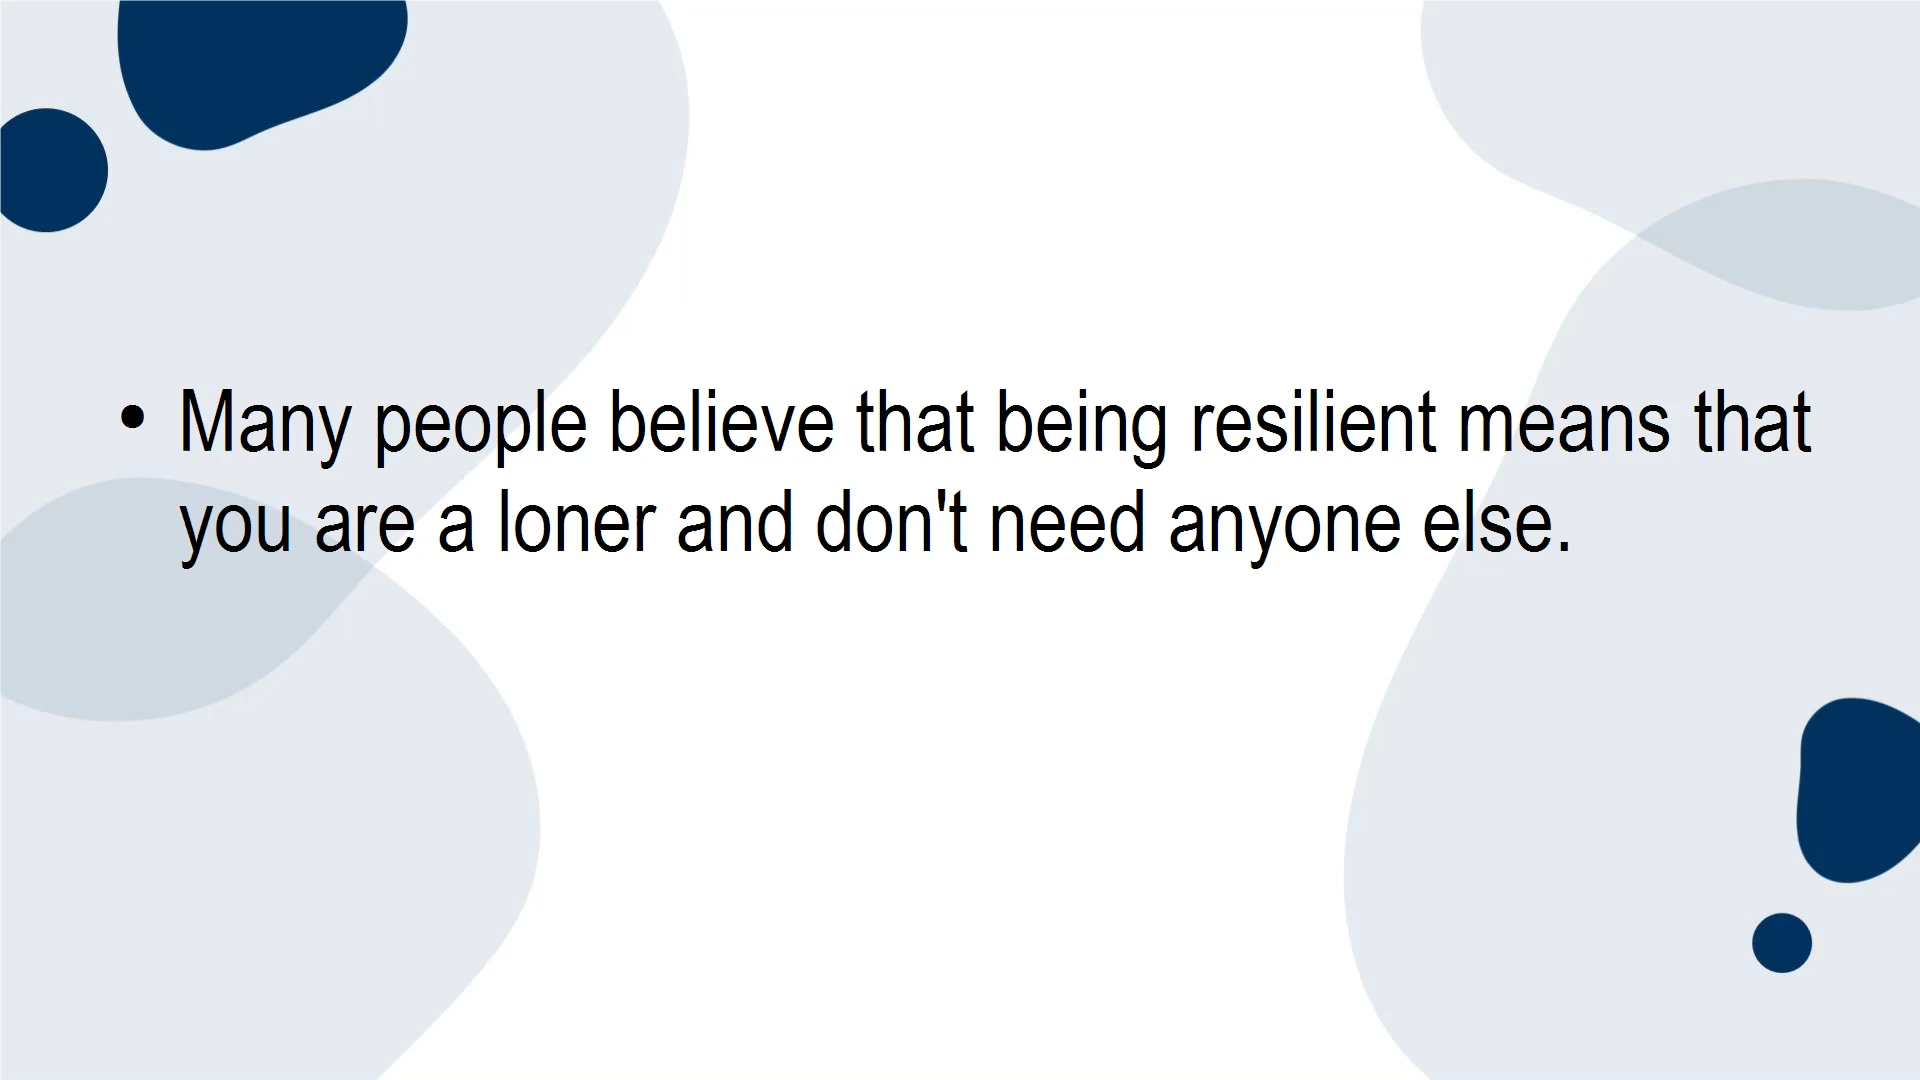 • Many people believe that being resilient means that
you are a loner and don't need anyone else.